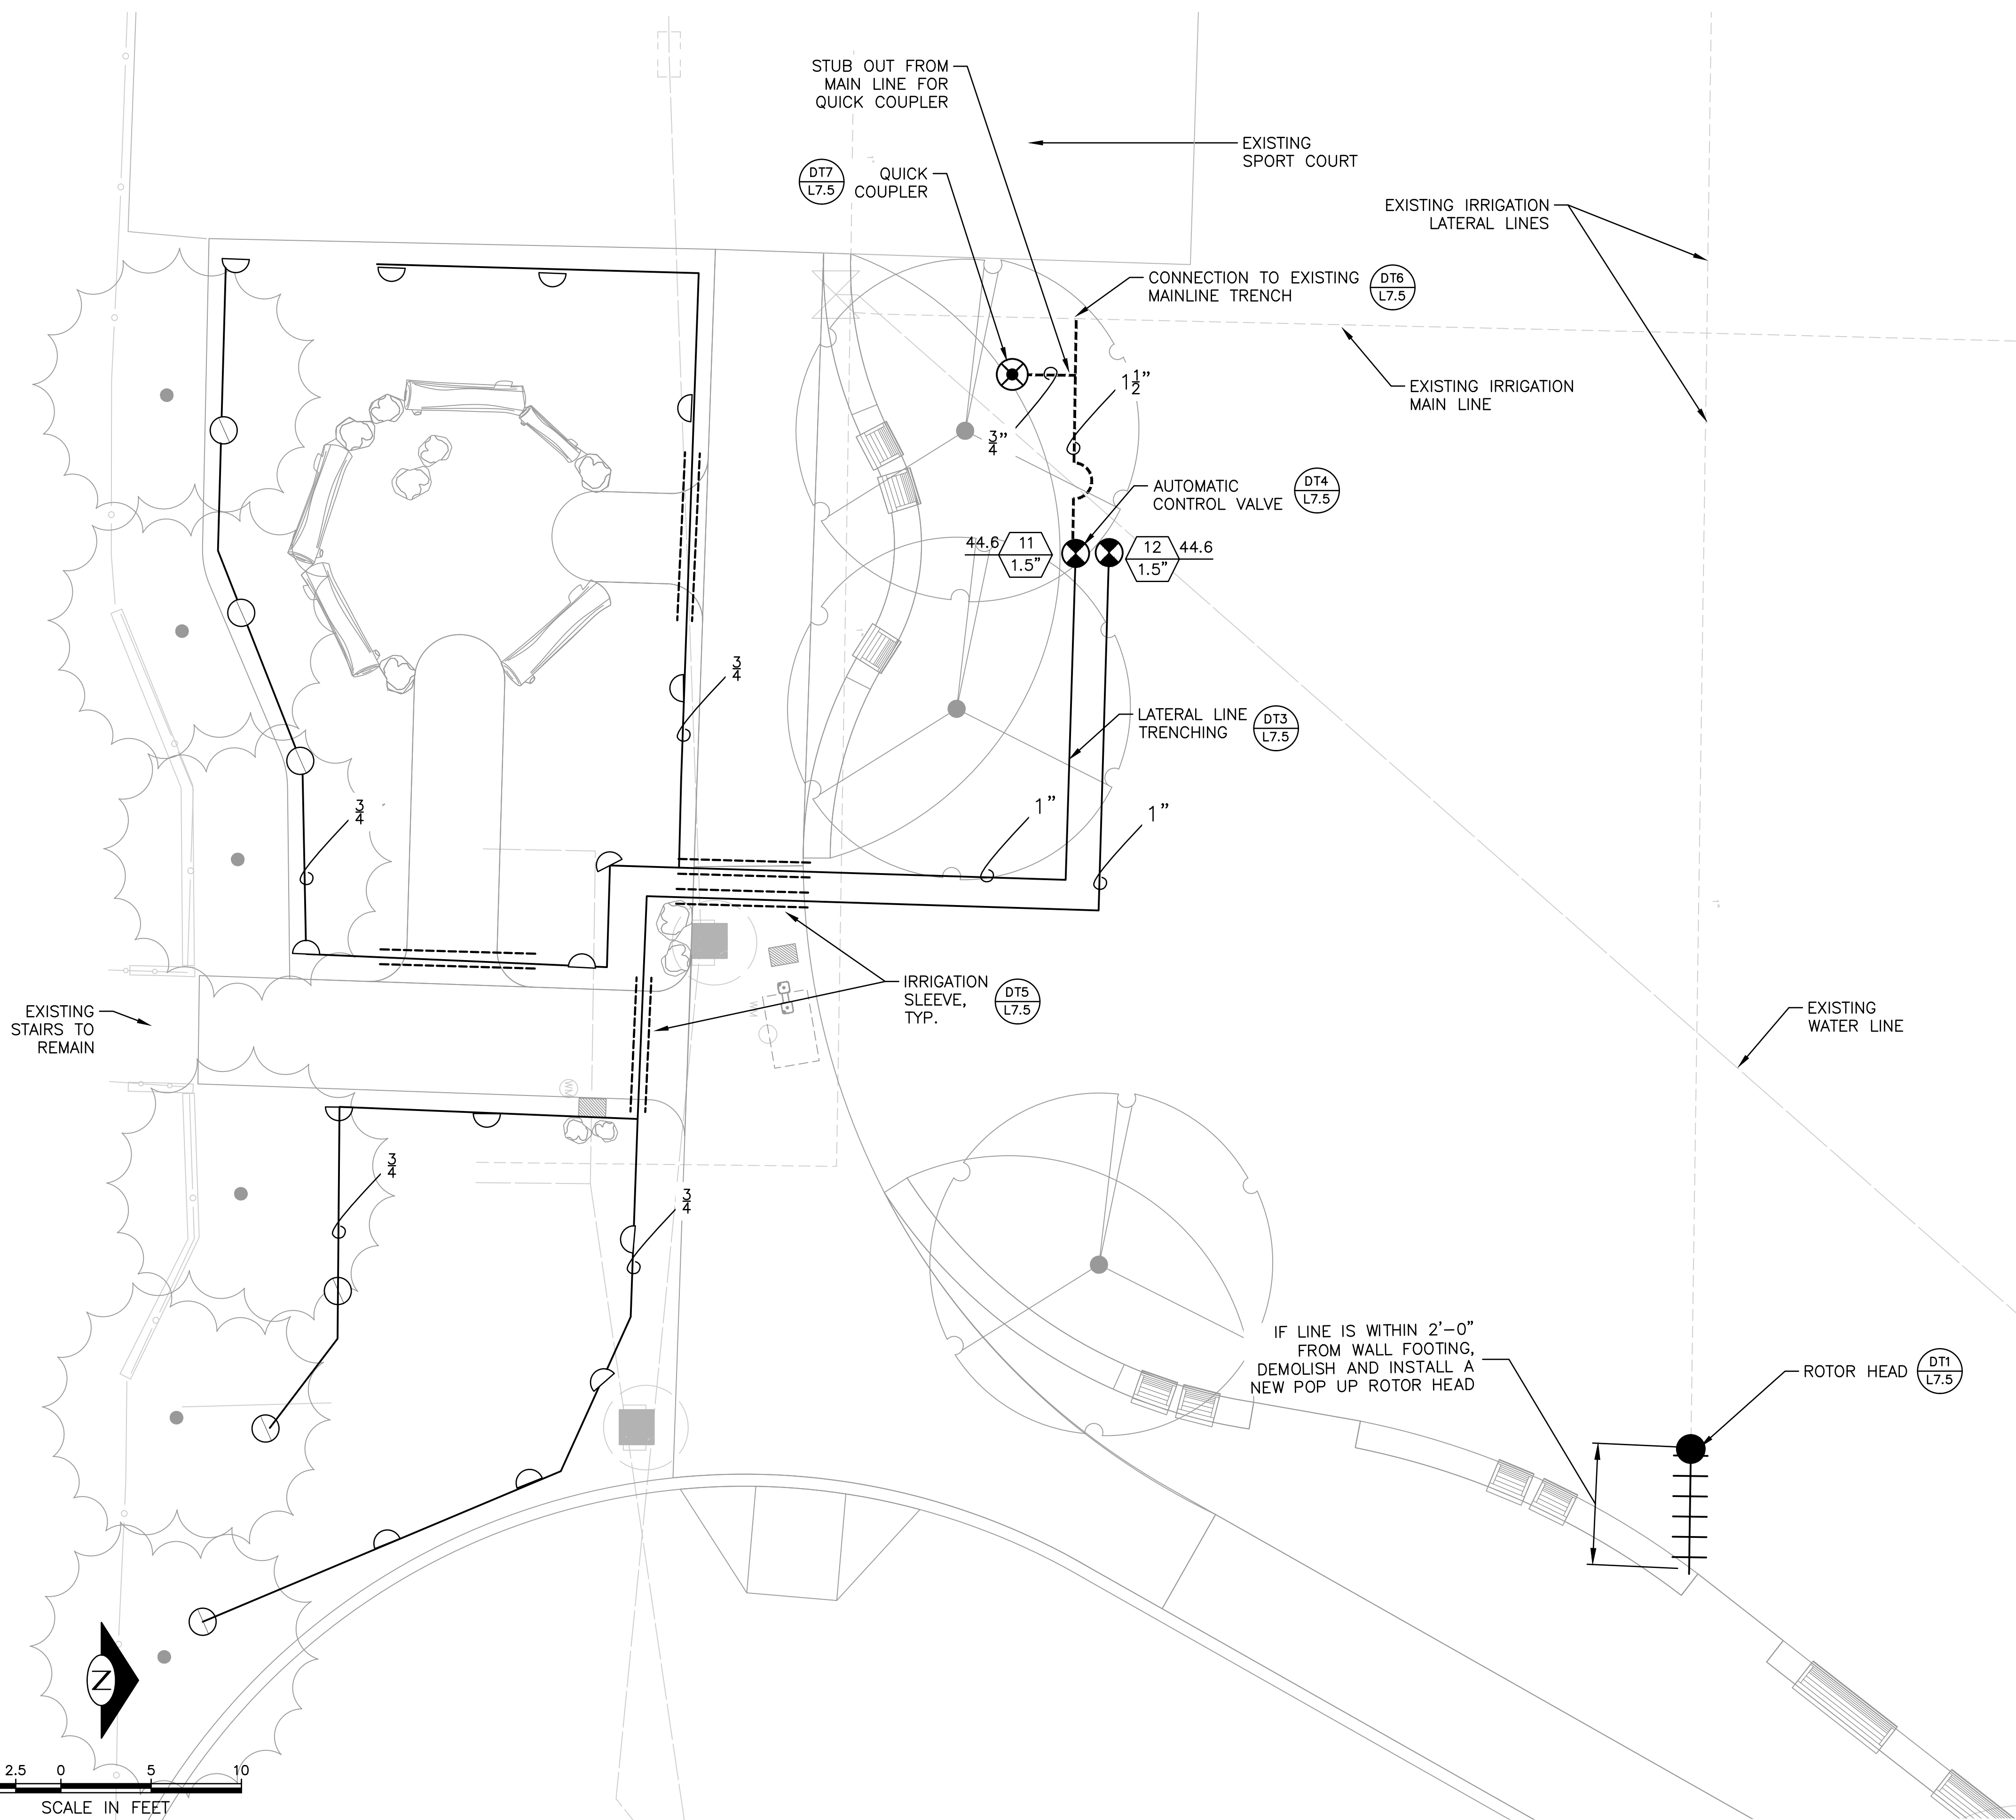 STUB OUT FROM
MAIN LINE FOR
QUICK COUPLER
EXISTING
SPORT COURT
DT7
L7.5
QUICK
COUPLER
EXISTING IRRIGATION
LATERAL LINES
CONNECTION TO EXISTING
MAINLINE TRENCH
DT6
L7.5
1 1/2"
EXISTING IRRIGATION
MAIN LINE
3/4"
AUTOMATIC
CONTROL VALVE
DT4
L7.5
44.6
11
1.5"
12
44.6
1.5"
3/4
LATERAL LINE
TRENCHING
DT3
L7.5
3/4
1"
1"
IRRIGATION
SLEEVE,
TYP.
DT5
L7.5
EXISTING
STAIRS TO
REMAIN
EXISTING
WATER LINE
WM
WM
3/4
3/4
IF LINE IS WITHIN 2'-0"
FROM WALL FOOTING,
DEMOLISH AND INSTALL A
NEW POP UP ROTOR HEAD
ROTOR HEAD
DT1
L7.5
N
2.5 0 5 10
SCALE IN FEET